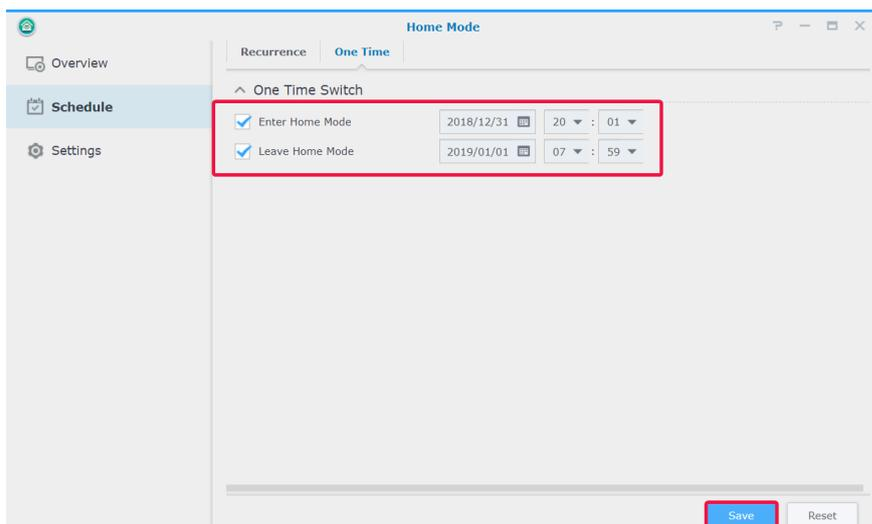 Home Mode
Overview
Schedule
Settings
Recurrence One Time
One Time Switch
Enter Home Mode 2018/12/31 20 : 01
Leave Home Mode 2019/01/01 07 : 59
Save Reset